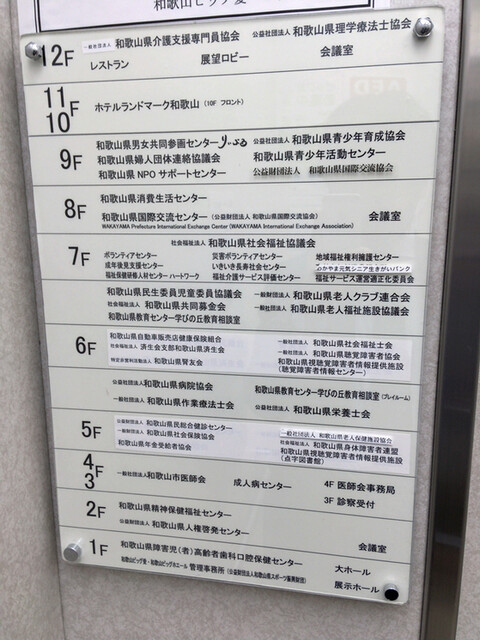 和歌山ビッグ愛
12F 一般社団法人 和歌山県介護支援専門員協会 公益社団法人 和歌山県理学療法士協会
レストラン 展望ロビー 会議室
11 10F ホテルランドマーク和歌山 (10F フロント)
9F 和歌山県男女共同参画センターりぃぶる 公益社団法人 和歌山県青少年育成協会
和歌山県婦人団体連絡協議会 和歌山県青少年活動センター
和歌山県NPOサポートセンター 公益財団法人 和歌山県国際交流協会
8F 和歌山県消費生活センター
和歌山県国際交流センター (公益財団法人 和歌山県国際交流協会) 会議室
WAKAYAMA Prefecture International Exchange Center (WAKAYAMA International Exchange Association)
7F 社会福祉法人 和歌山県社会福祉協議会
ボランティアセンター 災害ボランティアセンター 地域福祉権利擁護センター
成年後見支援センター いきいき長寿社会センター わかやま元気シニア生きがいバンク
福祉保健研修人材センター ハートワーク 福祉介護サービス評価センター 福祉サービス運営適正化委員会
和歌山県民生委員児童委員協議会 一般財団法人 和歌山県老人クラブ連合会
社会福祉法人 和歌山県共同募金会 一般社団法人 和歌山県老人福祉施設協議会
和歌山県教育センター学びの丘教育相談室
6F 和歌山県自動車販売店健康保険組合 一般社団法人 和歌山県社会福祉士会
社会福祉法人 済生会支部和歌山県済生会 一般社団法人 和歌山県聴覚障害者協会
特定非営利活動法人 和歌山県腎友会 和歌山県視聴覚障害者情報提供施設
(聴覚障害者情報センター)
公益社団法人 和歌山県病院協会 和歌山県教育センター学びの丘教育相談室(プレイルーム)
一般社団法人 和歌山県作業療法士会 公益社団法人 和歌山県栄養士会
5F 公益財団法人 和歌山県民総合健診センター 一般社団法人 和歌山県老人保健施設協会
一般財団法人 和歌山県社会保険協会 社会福祉法人 和歌山県身体障害者連盟
和歌山県年金受給者協会 和歌山県視聴覚障害者情報提供施設
(点字図書館)
4F 3 一般社団法人 和歌山市医師会 成人病センター 4F 医師会事務局
3F 診察受付
2F 和歌山県精神保健福祉センター
公益財団法人 和歌山県人権啓発センター 会議室
1F 和歌山県障害児(者)高齢者歯科口腔保健センター 大ホール
和歌山ビッグ愛・和歌山ビッグホエール 管理事務所 (公益財団法人和歌山県スポーツ振興財団) 展示ホール